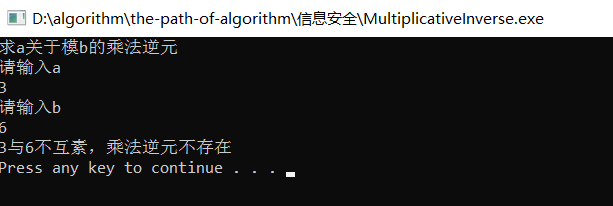 D:\algorithm\the-path-of-algorithm\信息安全\MultiplicativeInverse.exe
求a关于模b的乘法逆元
请输入a
3
请输入b
6
3与6不互素，乘法逆元不存在
Press any key to continue . . .